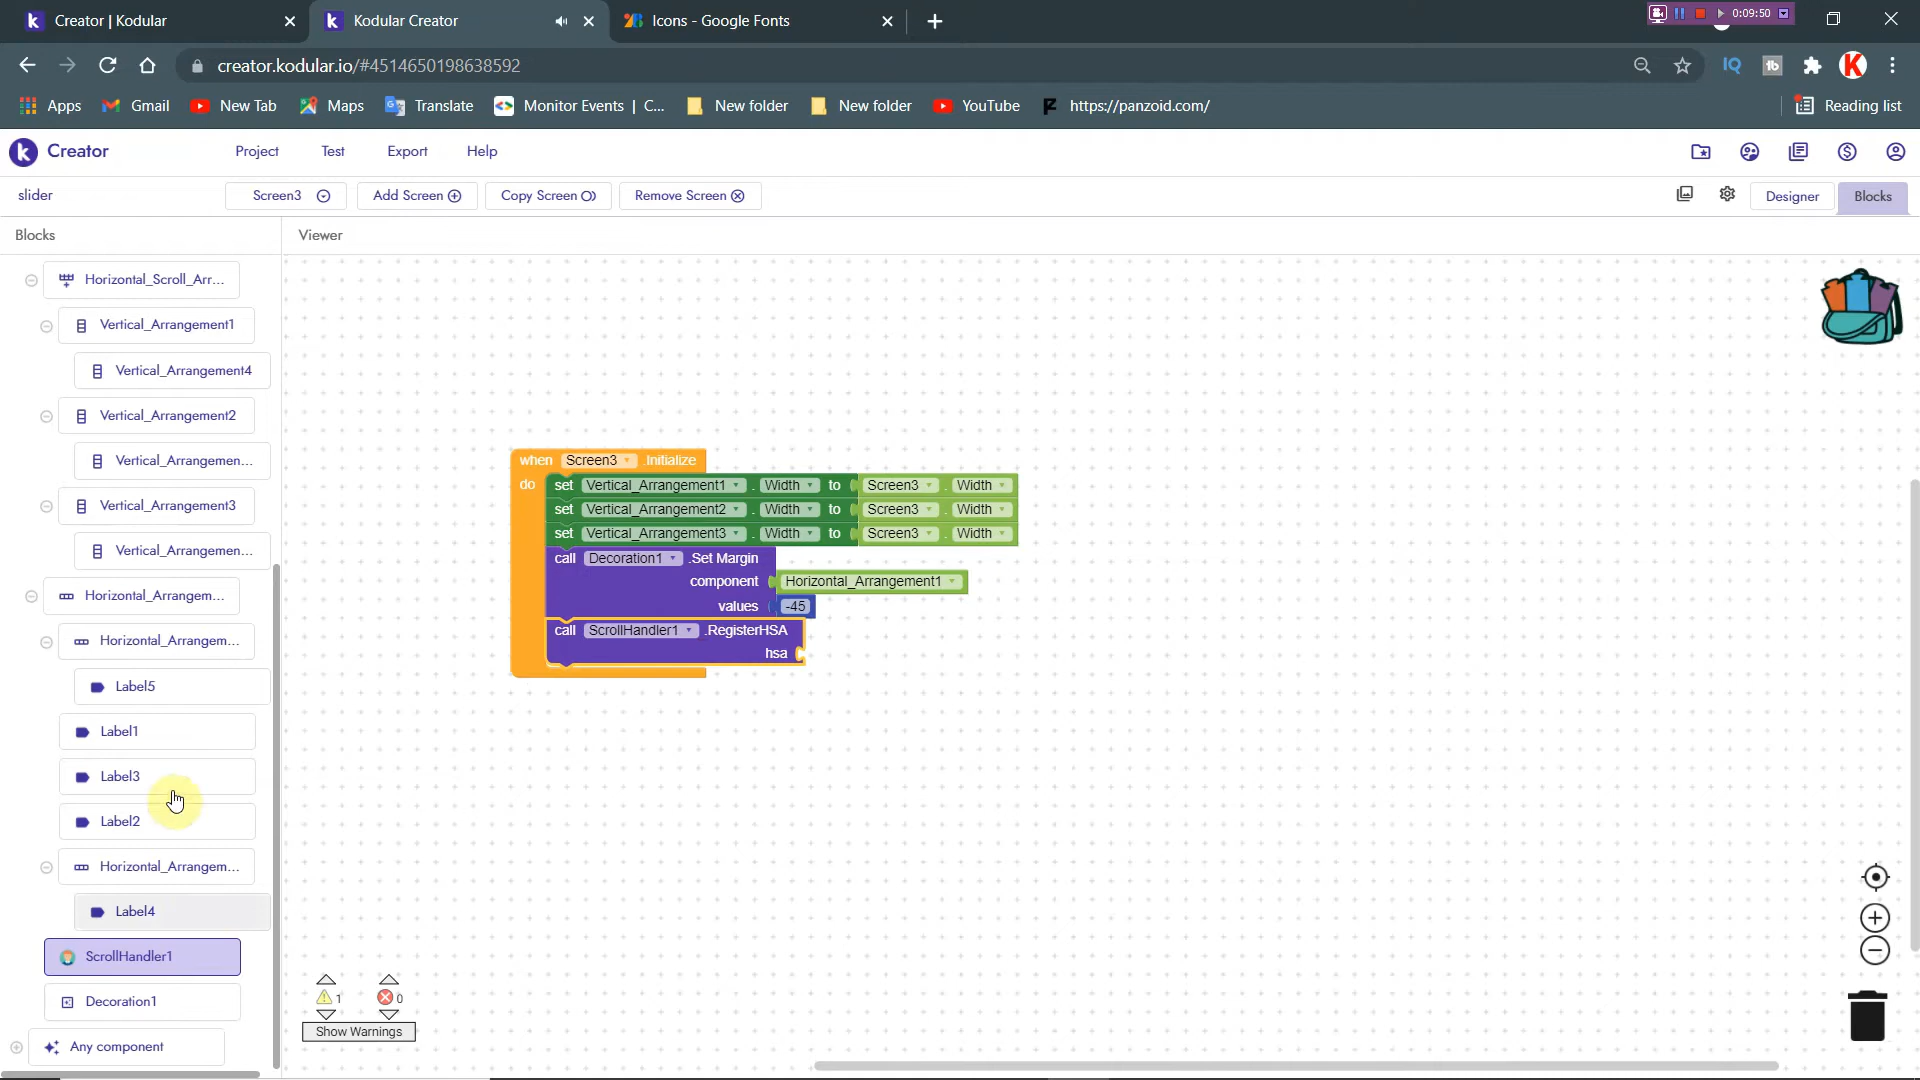 Creator | Kodular
Kodular Creator
Icons - Google Fonts
0:09:50
creator.kodular.io/#4514650198638592
Apps
Gmail
New Tab
Maps
Translate
Monitor Events | C...
New folder
New folder
YouTube
https://panzoid.com/
Reading list
Creator
Project
Test
Export
Help
slider
Screen3
Add Screen
Copy Screen
Remove Screen
Designer
Blocks
Blocks
Viewer
Horizontal_Scroll_Arr...
Vertical_Arrangement1
Vertical_Arrangement4
Vertical_Arrangement2
Vertical_Arrangemen...
Vertical_Arrangement3
Vertical_Arrangemen...
Horizontal_Arrangem...
Horizontal_Arrangem...
Label5
Label1
Label3
Label2
Horizontal_Arrangem...
Label4
ScrollHandler1
Decoration1
Any component
when Screen3 .Initialize
do set Vertical_Arrangement1 . Width to Screen3 . Width
set Vertical_Arrangement2 . Width to Screen3 . Width
set Vertical_Arrangement3 . Width to Screen3 . Width
call Decoration1 .Set Margin
component Horizontal_Arrangement1
values -45
call ScrollHandler1 .RegisterHSA
hsa
1
0
Show Warnings